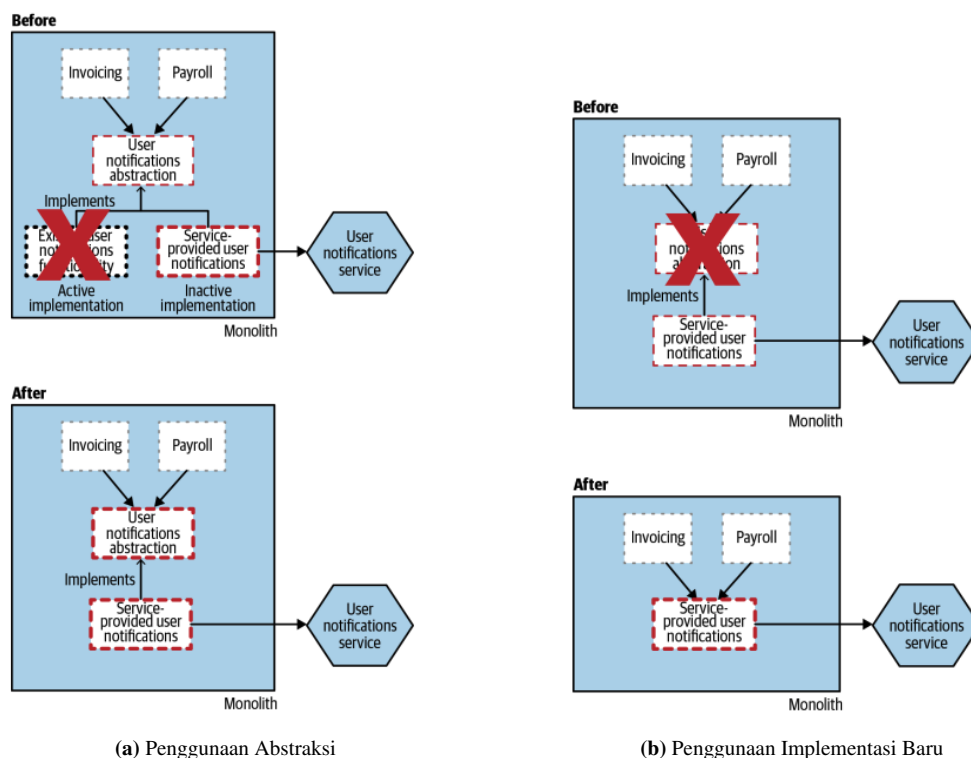 Before
Invoicing
Payroll
User
notifications
abstraction
Implements
Service-
provided user
notifications
User
notifications
service
Active
implementation
Inactive
implementation
Monolith
After
Invoicing
Payroll
User
notifications
abstraction
Implements
Service-
provided user
notifications
User
notifications
service
Monolith
(a) Penggunaan Abstraksi
Before
Invoicing
Payroll
Implements
Service-
provided user
notifications
User
notifications
service
Monolith
After
Invoicing
Payroll
Service-
provided user
notifications
User
notifications
service
Monolith
(b) Penggunaan Implementasi Baru